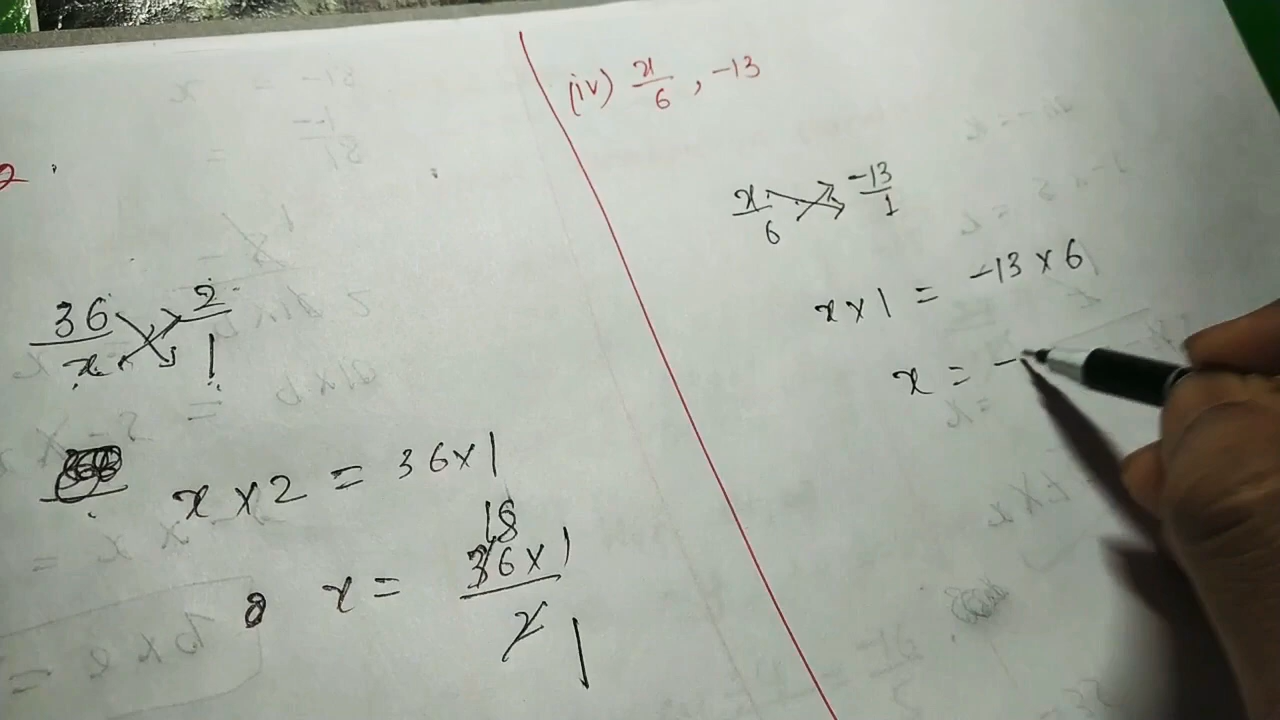 2
36/x 2/1
x × 2 = 36 × 1
18
x = 36 × 1 / 2 1
(iv) x/6 , -13
x/6 -13/1
x × 1 = -13 × 6
x = -